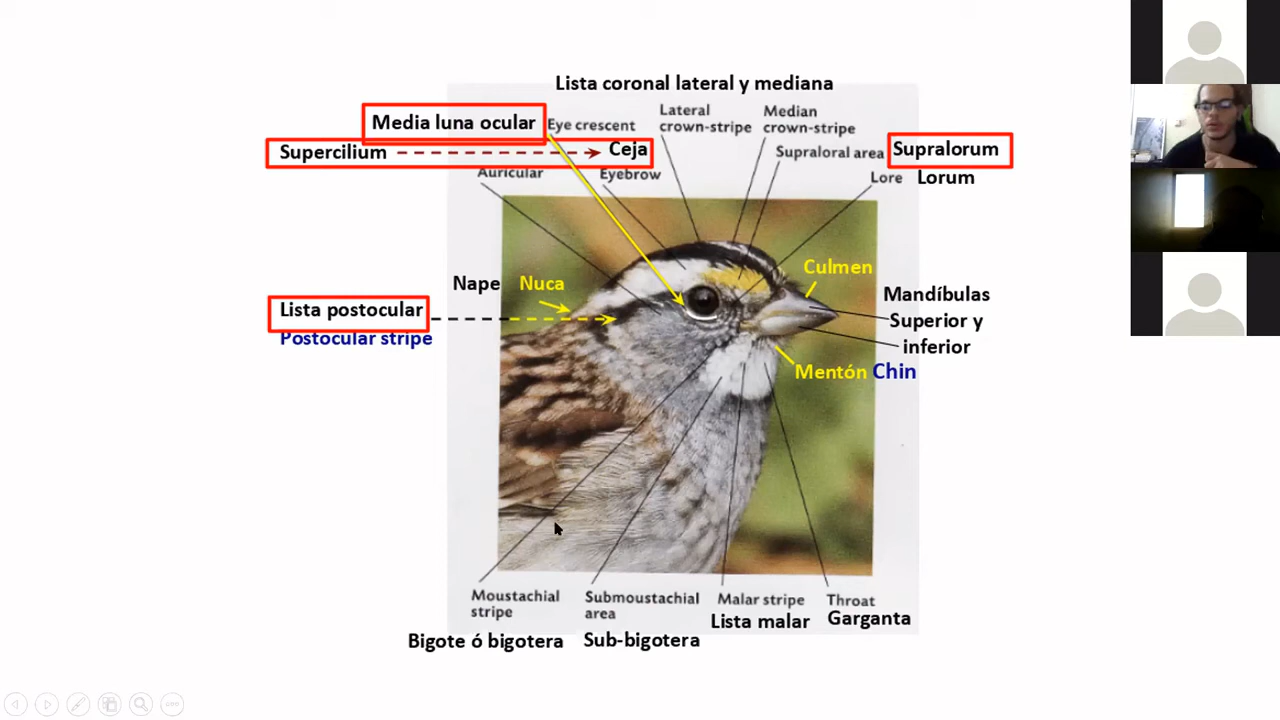 Lista coronal lateral y mediana
Media luna ocular
Eye crescent
Lateral
crown-stripe
Median
crown-stripe
Supercilium
Ceja
Supraloral area
Supralorum
Auricular
Eyebrow
Lore
Lorum
Culmen
Nape
Nuca
Mandíbulas
Superior y
inferior
Lista postocular
Postocular stripe
Mentón Chin
Moustachial
stripe
Submoustachial
area
Malar stripe
Throat
Lista malar
Garganta
Bigote ó bigotera
Sub-bigotera